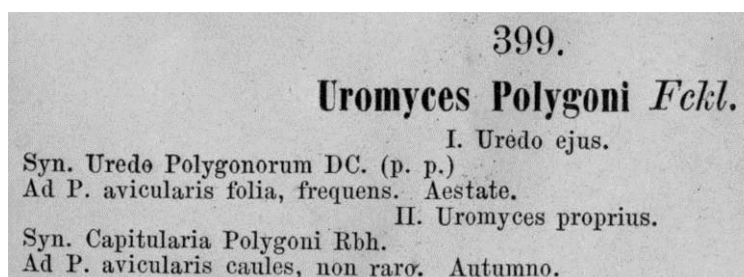 399.
Uromyces Polygoni Fckl.
I. Uredo ejus.
Syn. Uredo Polygonorum DC. (p. p.)
Ad P. avicularis folia, frequens. Aestate.
II. Uromyces proprius.
Syn. Capitularia Polygoni Rbh.
Ad P. avicularis caules, non raro. Autumno.